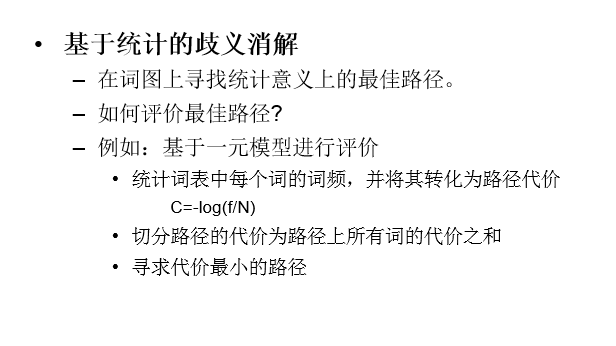 • 基于统计的歧义消解
– 在词图上寻找统计意义上的最佳路径。
– 如何评价最佳路径?
– 例如：基于一元模型进行评价
• 统计词表中每个词的词频，并将其转化为路径代价
C=-log(f/N)
• 切分路径的代价为路径上所有词的代价之和
• 寻求代价最小的路径